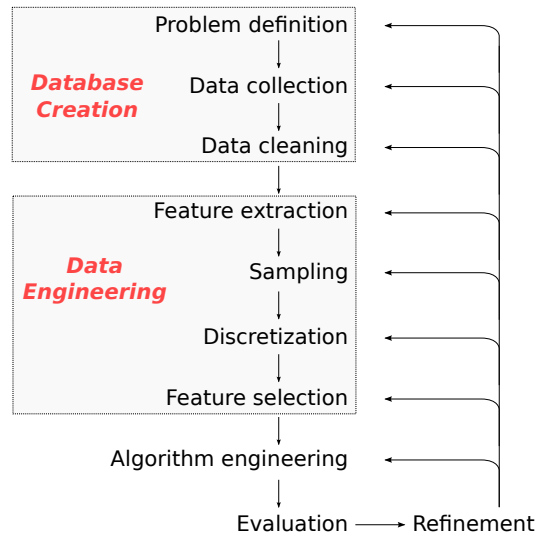 Problem definition
Database
Creation
Data collection
Data cleaning
Feature extraction
Data
Engineering
Sampling
Discretization
Feature selection
Algorithm engineering
Evaluation
Refinement